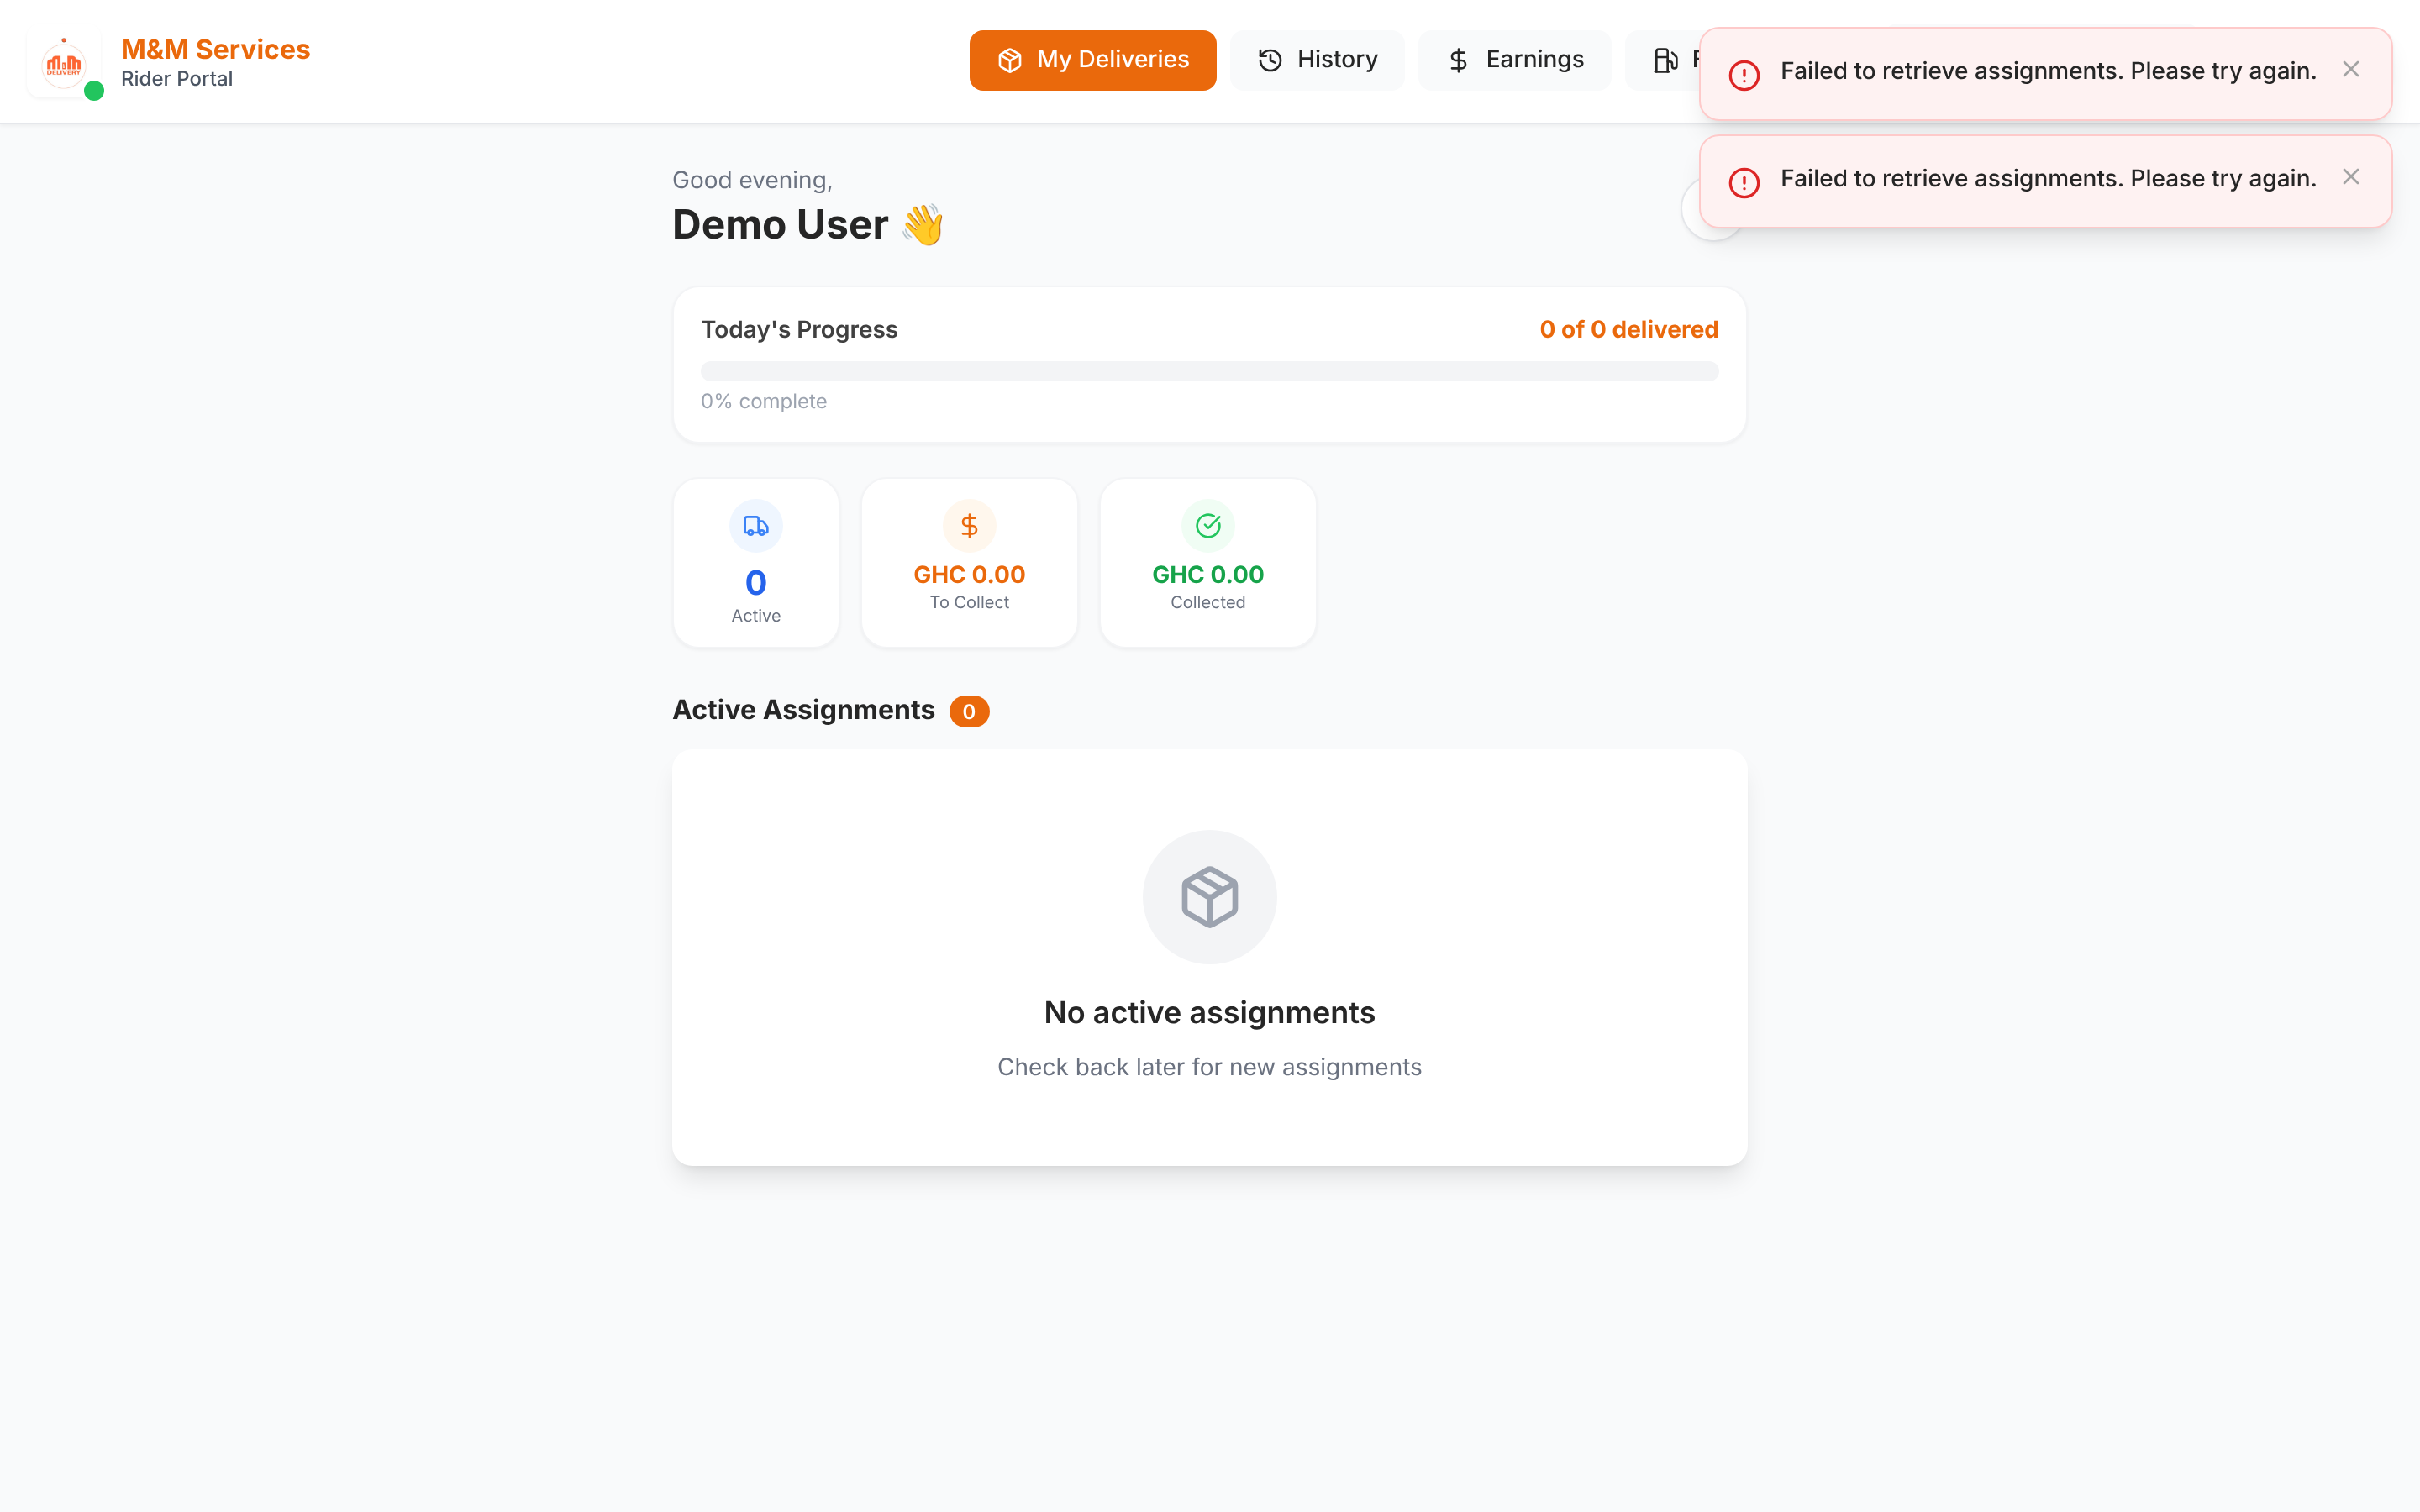 M&M Services
Rider Portal
DELIVERY
My Deliveries
History
Earnings
Failed to retrieve assignments. Please try again.
Failed to retrieve assignments. Please try again.
Good evening,
Demo User 👋
Today's Progress
0 of 0 delivered
0% complete
0
Active
GHC 0.00
To Collect
GHC 0.00
Collected
Active Assignments 0
No active assignments
Check back later for new assignments